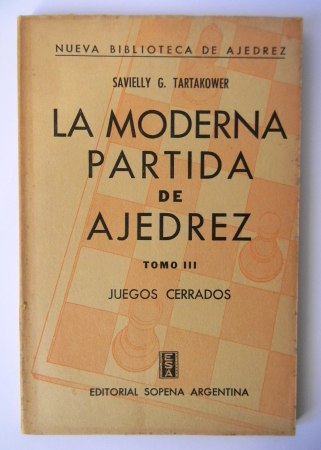 NUEVA BIBLIOTECA DE AJEDREZ
SAVIELLY G. TARTAKOWER
LA MODERNA
PARTIDA
DE
AJEDREZ
TOMO III
JUEGOS CERRADOS
ESA
EDITORIAL SOPENA ARGENTINA